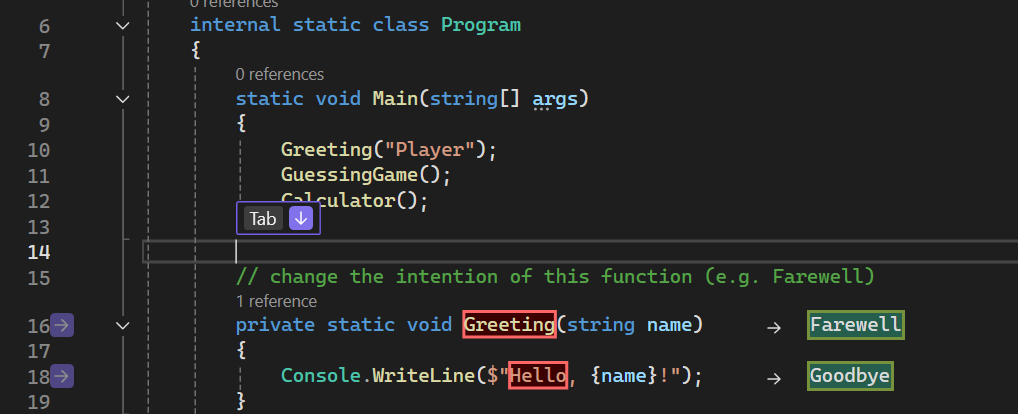 0 references
6 internal static class Program
7 {
0 references
8 static void Main(string[] args)
9 {
10 Greeting("Player");
11 GuessingGame();
12 Calculator();
13 Tab ↓
14
15 // change the intention of this function (e.g. Farewell)
1 reference
16 private static void Greeting(string name) → Farewell
17 {
18 Console.WriteLine($"Hello, {name}!"); → Goodbye
19 }